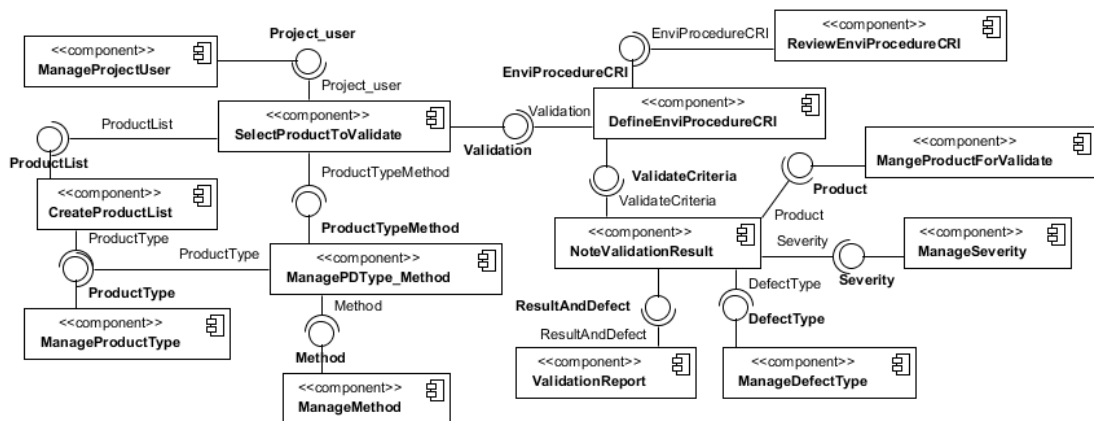 Project_user
EnviProcedureCRI
<<component>>
ReviewEnviProcedureCRI
<<component>>
ManageProjectUser
EnviProcedureCRI
Project_user
<<component>>
SelectProductToValidate
ProductList
Validation
<<component>>
DefineEnviProcedureCRI
Validation
ProductList
<<component>>
MangeProductForValidate
ProductTypeMethod
ValidateCriteria
Product
<<component>>
CreateProductList
ValidateCriteria
Product
ProductTypeMethod
ProductType
ProductType
<<component>>
ManagePDType_Method
<<component>>
NoteValidationResult
Severity
<<component>>
ManageSeverity
ProductType
Severity
DefectType
Method
ResultAndDefect
DefectType
<<component>>
ManageProductType
ResultAndDefect
Method
<<component>>
ValidationReport
<<component>>
ManageDefectType
<<component>>
ManageMethod